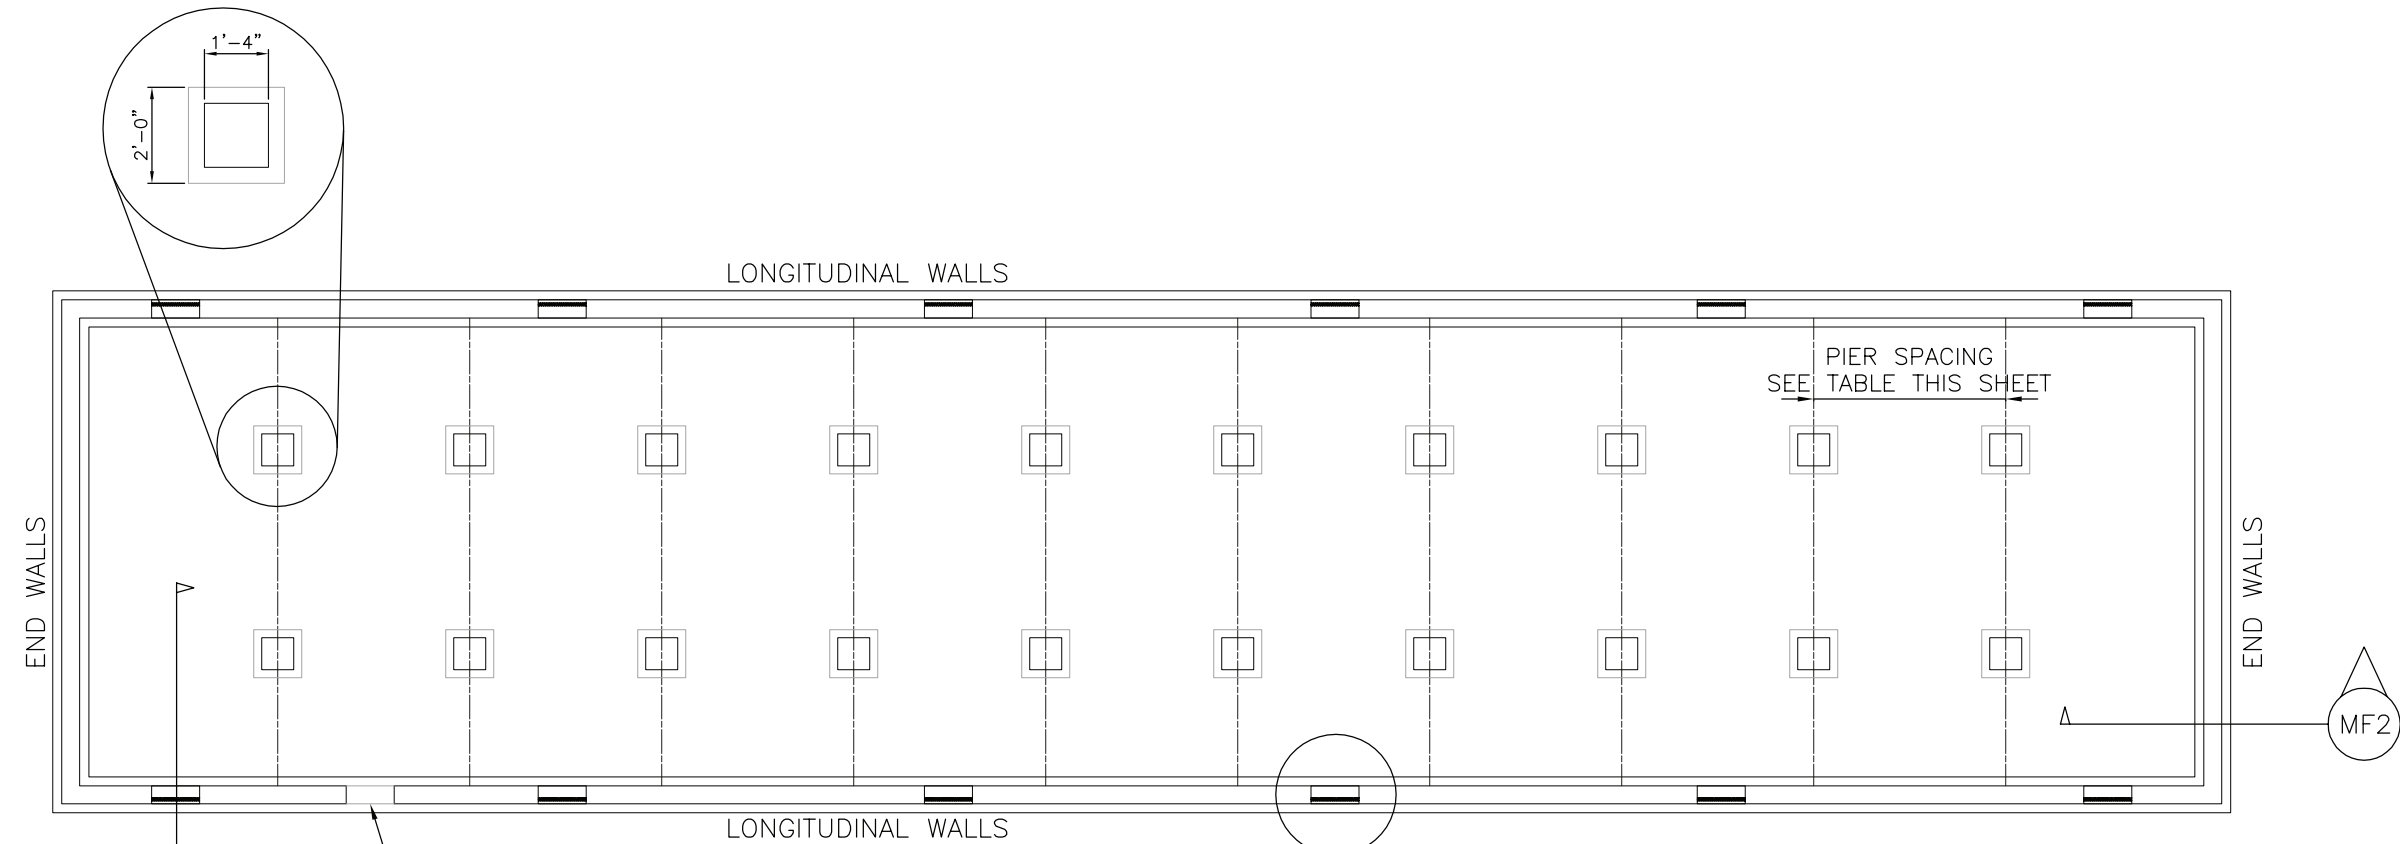 1'-4"
2'-0"
LONGITUDINAL WALLS
PIER SPACING
SEE TABLE THIS SHEET
END WALLS
END WALLS
MF2
LONGITUDINAL WALLS